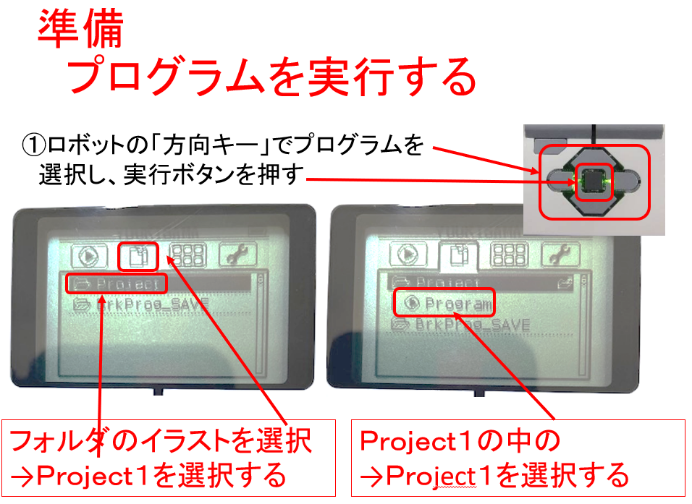 準備
プログラムを実行する
①ロボットの「方向キー」でプログラムを
選択し、実行ボタンを押す
Project
BrkProg_SAVE
Project
Program
BrkProg_SAVE
フォルダのイラストを選択
→Project1を選択する
Project1の中の
→Project1を選択する